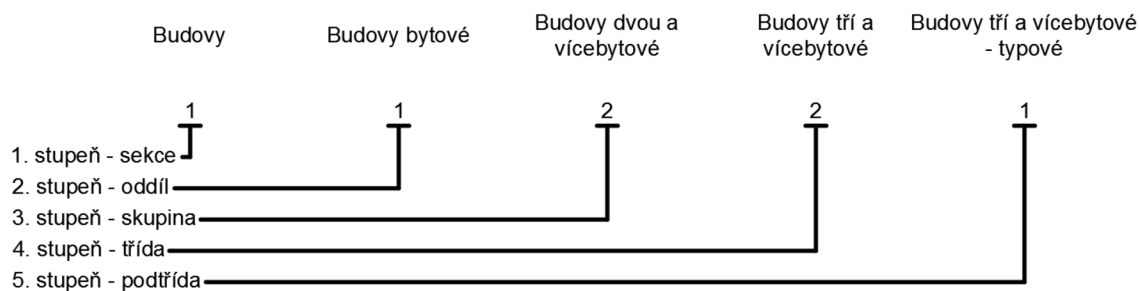 Budovy
Budovy bytové
Budovy dvou a
vícebytové
Budovy tří a
vícebytové
Budovy tří a vícebytové
- typové
1
1
2
2
1
1. stupeň - sekce
2. stupeň - oddíl
3. stupeň - skupina
4. stupeň - třída
5. stupeň - podtřída